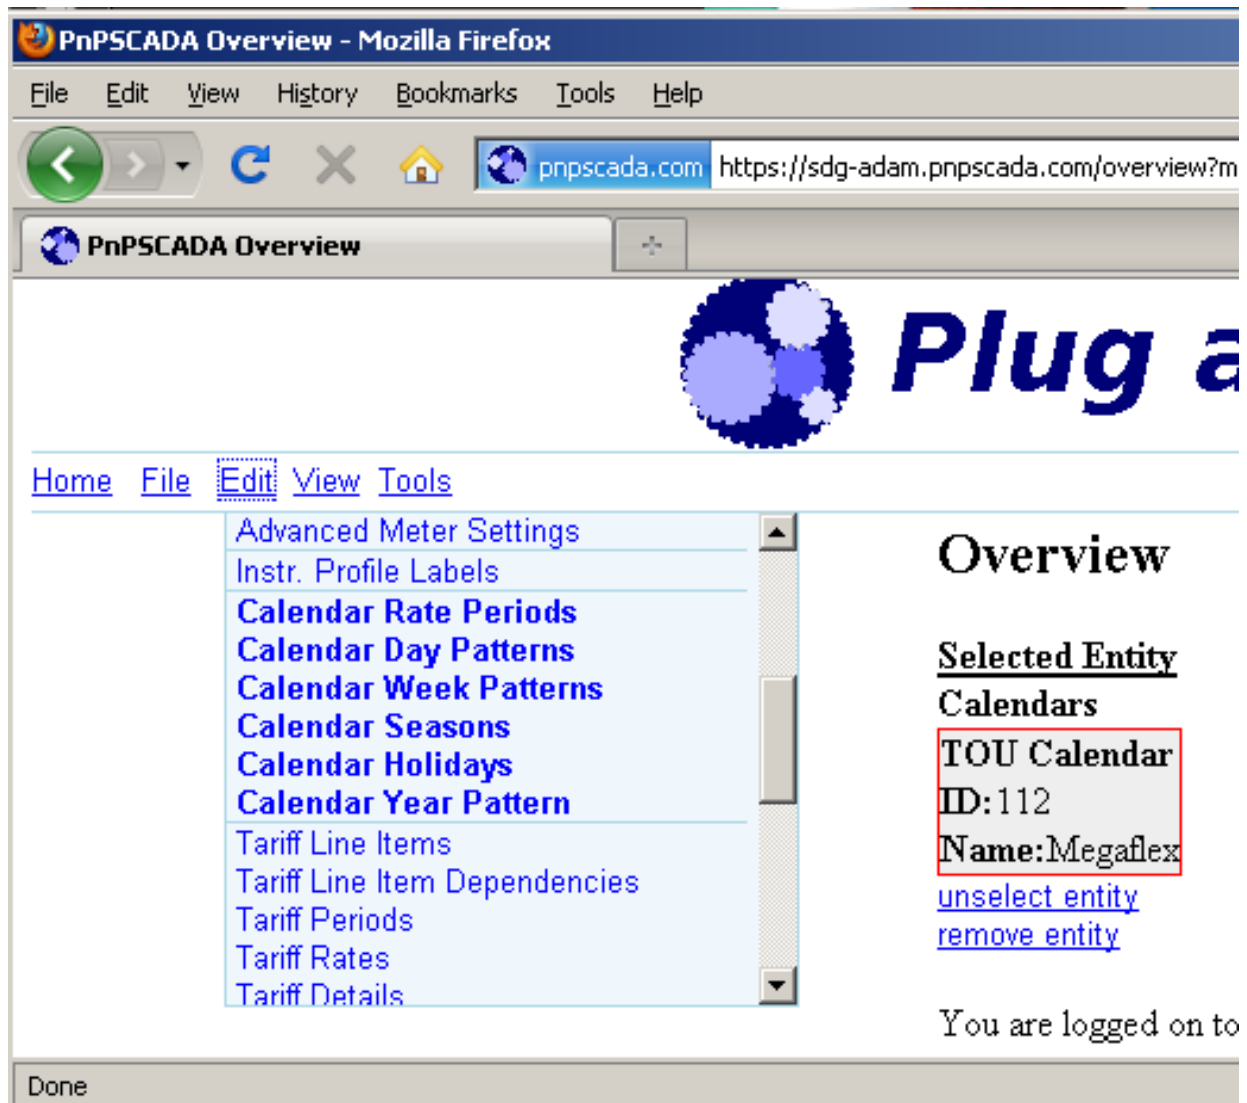 PnPSCADA Overview - Mozilla Firefox
File Edit View History Bookmarks Tools Help
pnpscada.com https://sdg-adam.pnpscada.com/overview?m
PnPSCADA Overview
Plug a
Home File Edit View Tools
Advanced Meter Settings
Instr. Profile Labels
Calendar Rate Periods
Calendar Day Patterns
Calendar Week Patterns
Calendar Seasons
Calendar Holidays
Calendar Year Pattern
Tariff Line Items
Tariff Line Item Dependencies
Tariff Periods
Tariff Rates
Tariff Details
Overview
Selected Entity
Calendars
TOU Calendar
ID:112
Name:Megaflex
unselect entity
remove entity
You are logged on to
Done